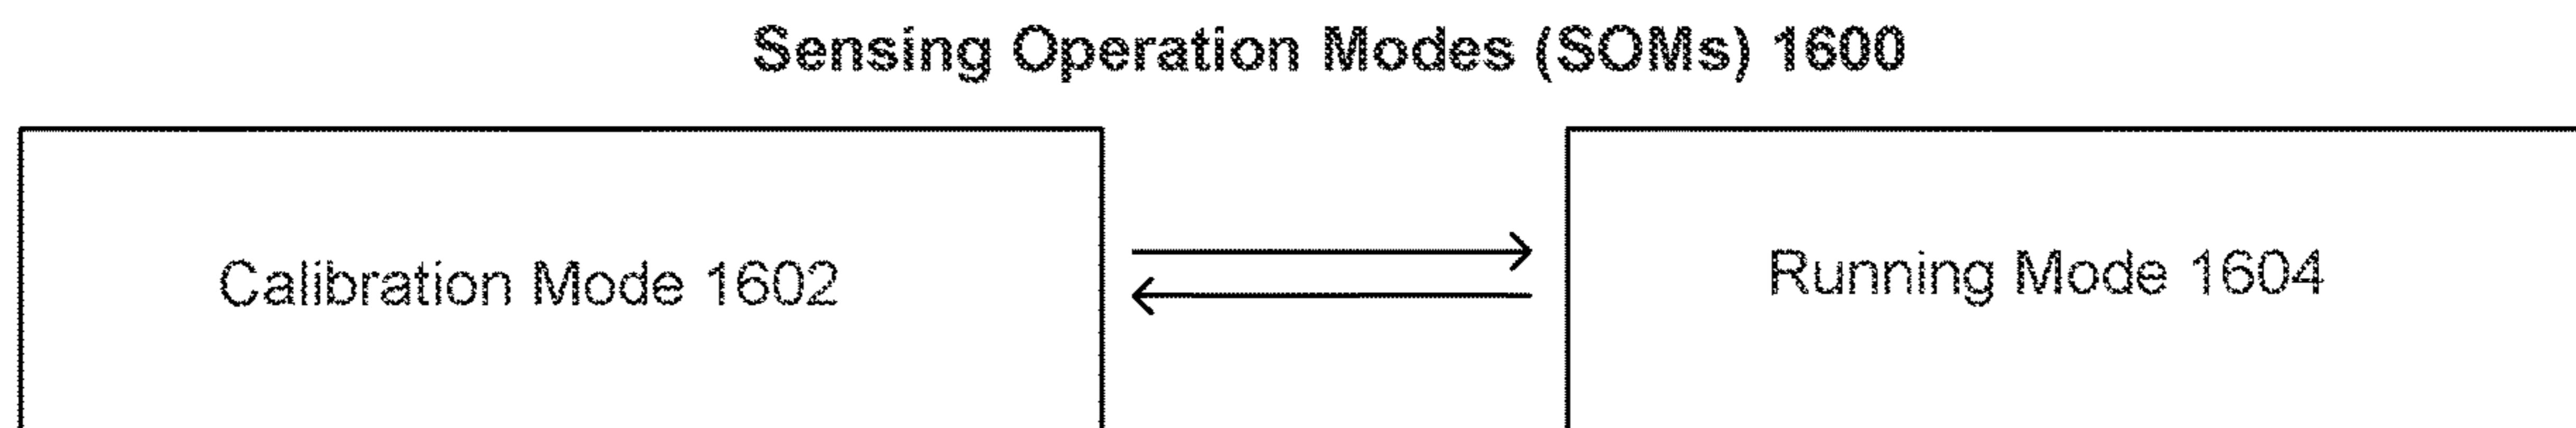 Sensing Operation Modes (SOMs) 1600
Calibration Mode 1602
Running Mode 1604